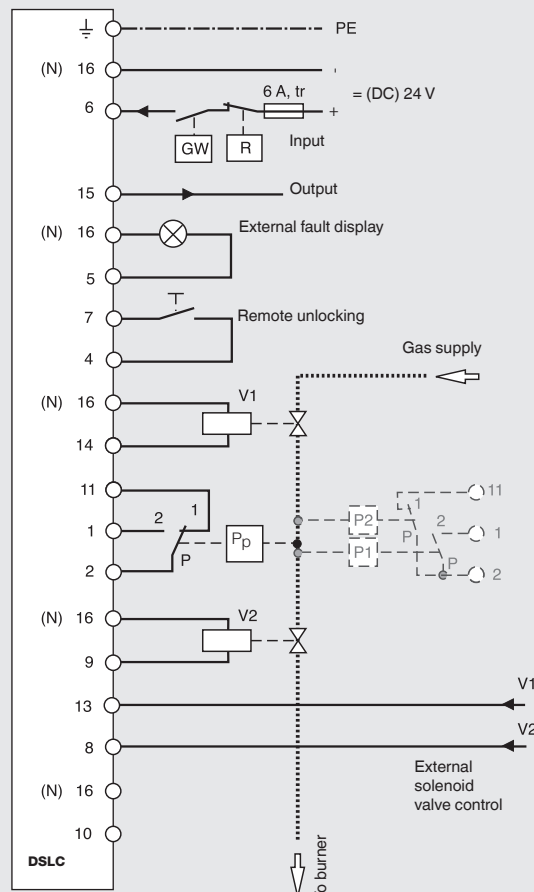 PE
(N) 16
6 A, tr
= (DC) 24 V
6
+
GW
R
Input
15
Output
(N) 16
External fault display
5
7
Remote unlocking
4
Gas supply
(N) 16
V1
14
11
2
1
1
P
Pp
2
P2
P1
1
2
P
P
11
1
2
(N) 16
V2
9
13
V1
8
V2
External
solenoid
valve control
(N) 16
10
DSLC
burner